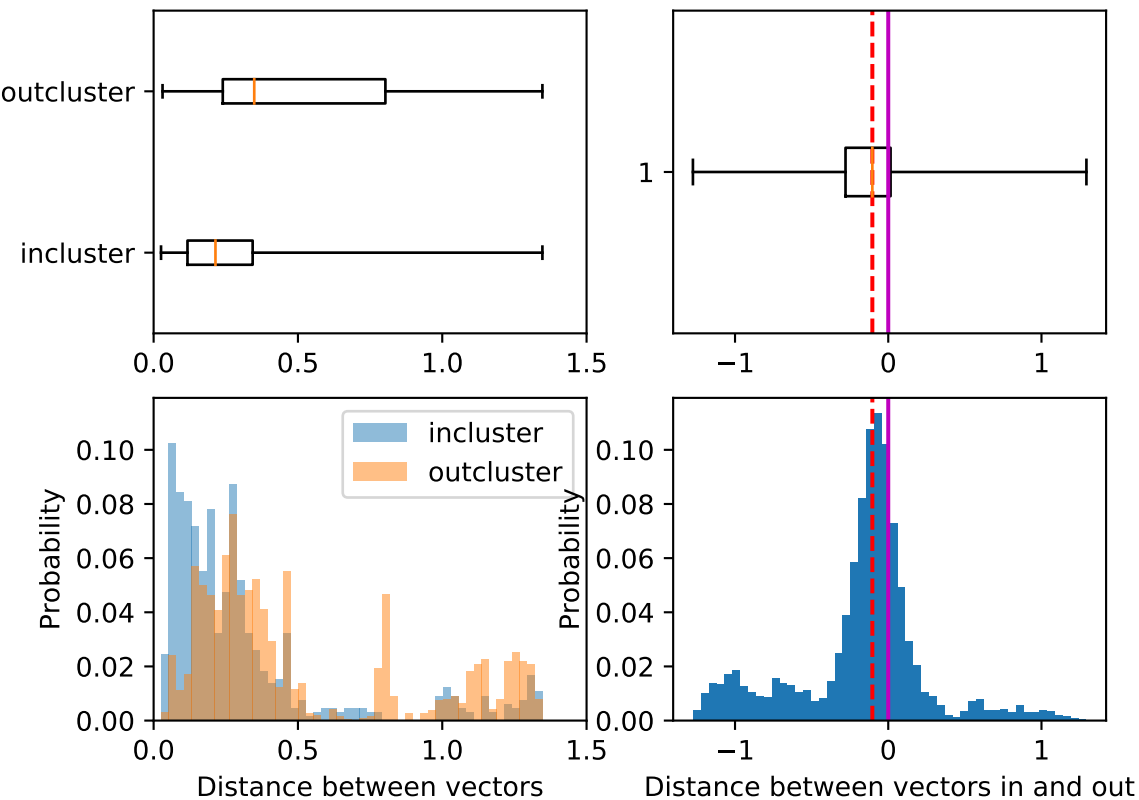 outcluster
incluster
0.0 0.5 1.0 1.5
1
−1 0 1
0.10
0.08
0.06
0.04
0.02
0.00
Probability
incluster
outcluster
0.0 0.5 1.0 1.5
Distance between vectors
0.10
0.08
0.06
0.04
0.02
0.00
Probability
−1 0 1
Distance between vectors in and out